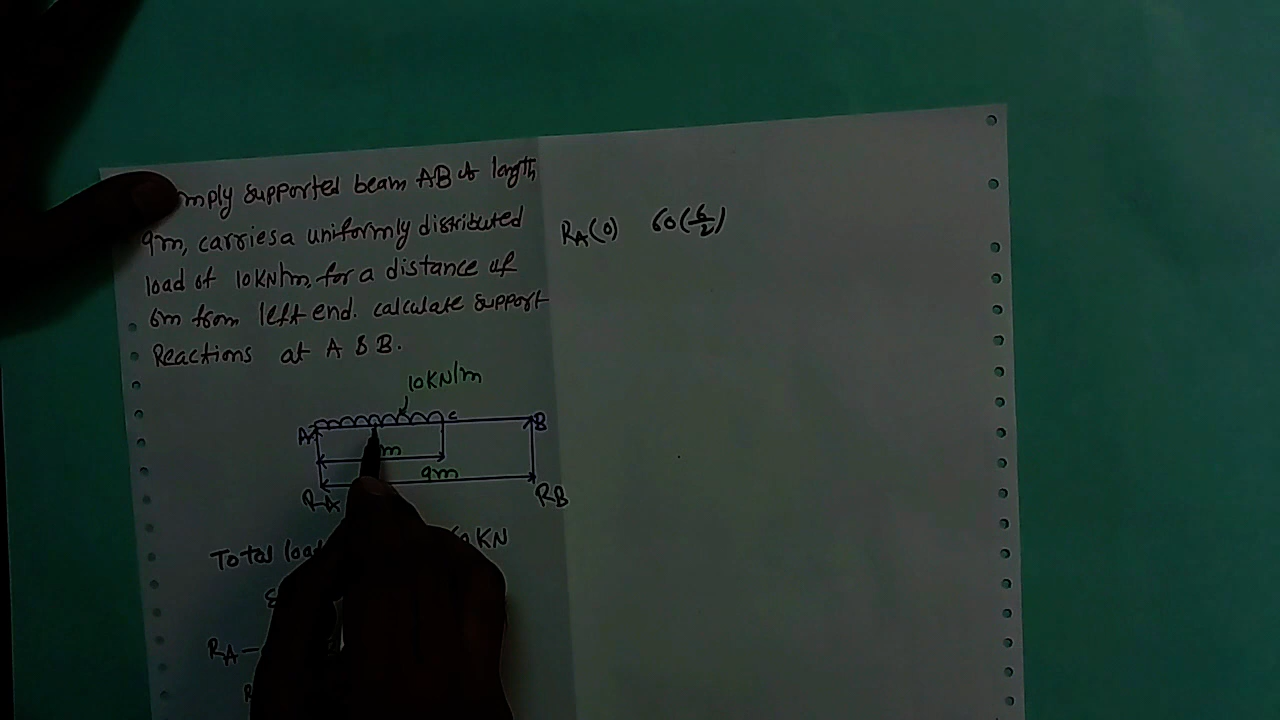 mply supported beam AB of length
9m, carries a uniformly distributed
load of 10KN/m, for a distance of
6m from left end. calculate support
Reactions at A & B.
RA(0) 60(6/2)
10KN/m
A C B
m
9m
RA RB
Total load KN
RA-